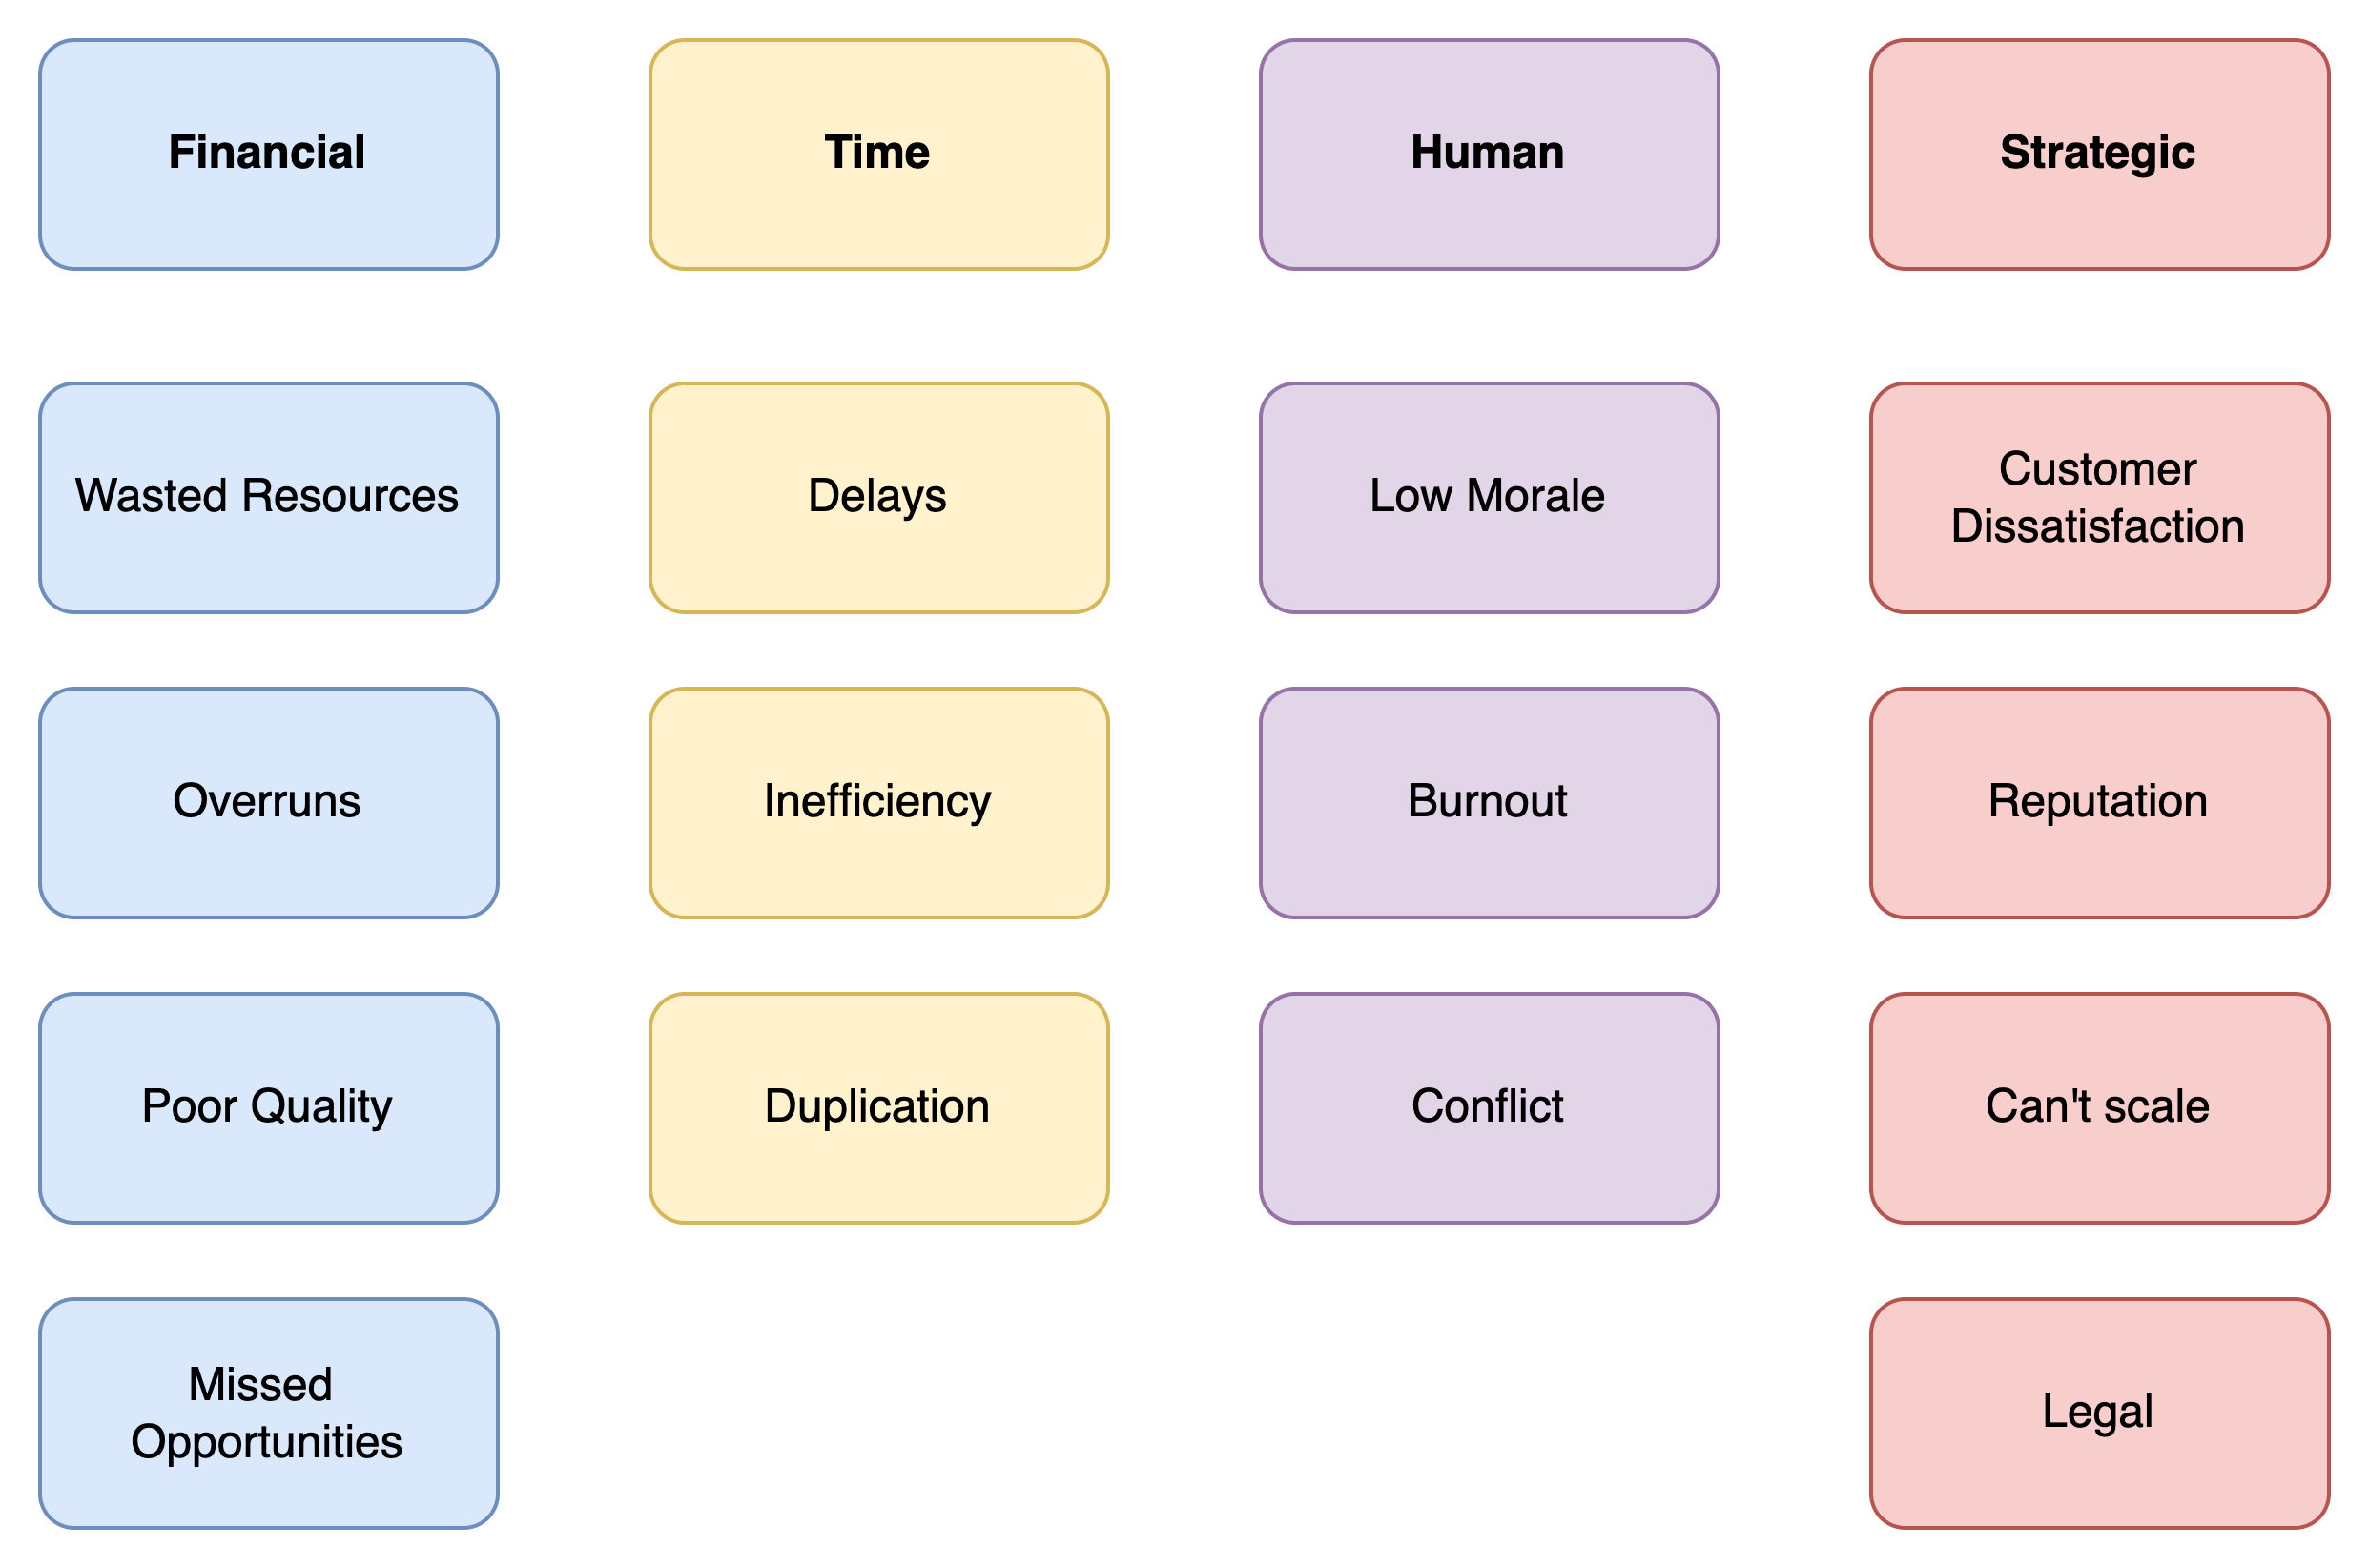 Financial
Time
Human
Strategic
Wasted Resources
Delays
Low Morale
Customer
Dissatisfaction
Overruns
Inefficiency
Burnout
Reputation
Poor Quality
Duplication
Conflict
Can't scale
Missed
Opportunities
Legal